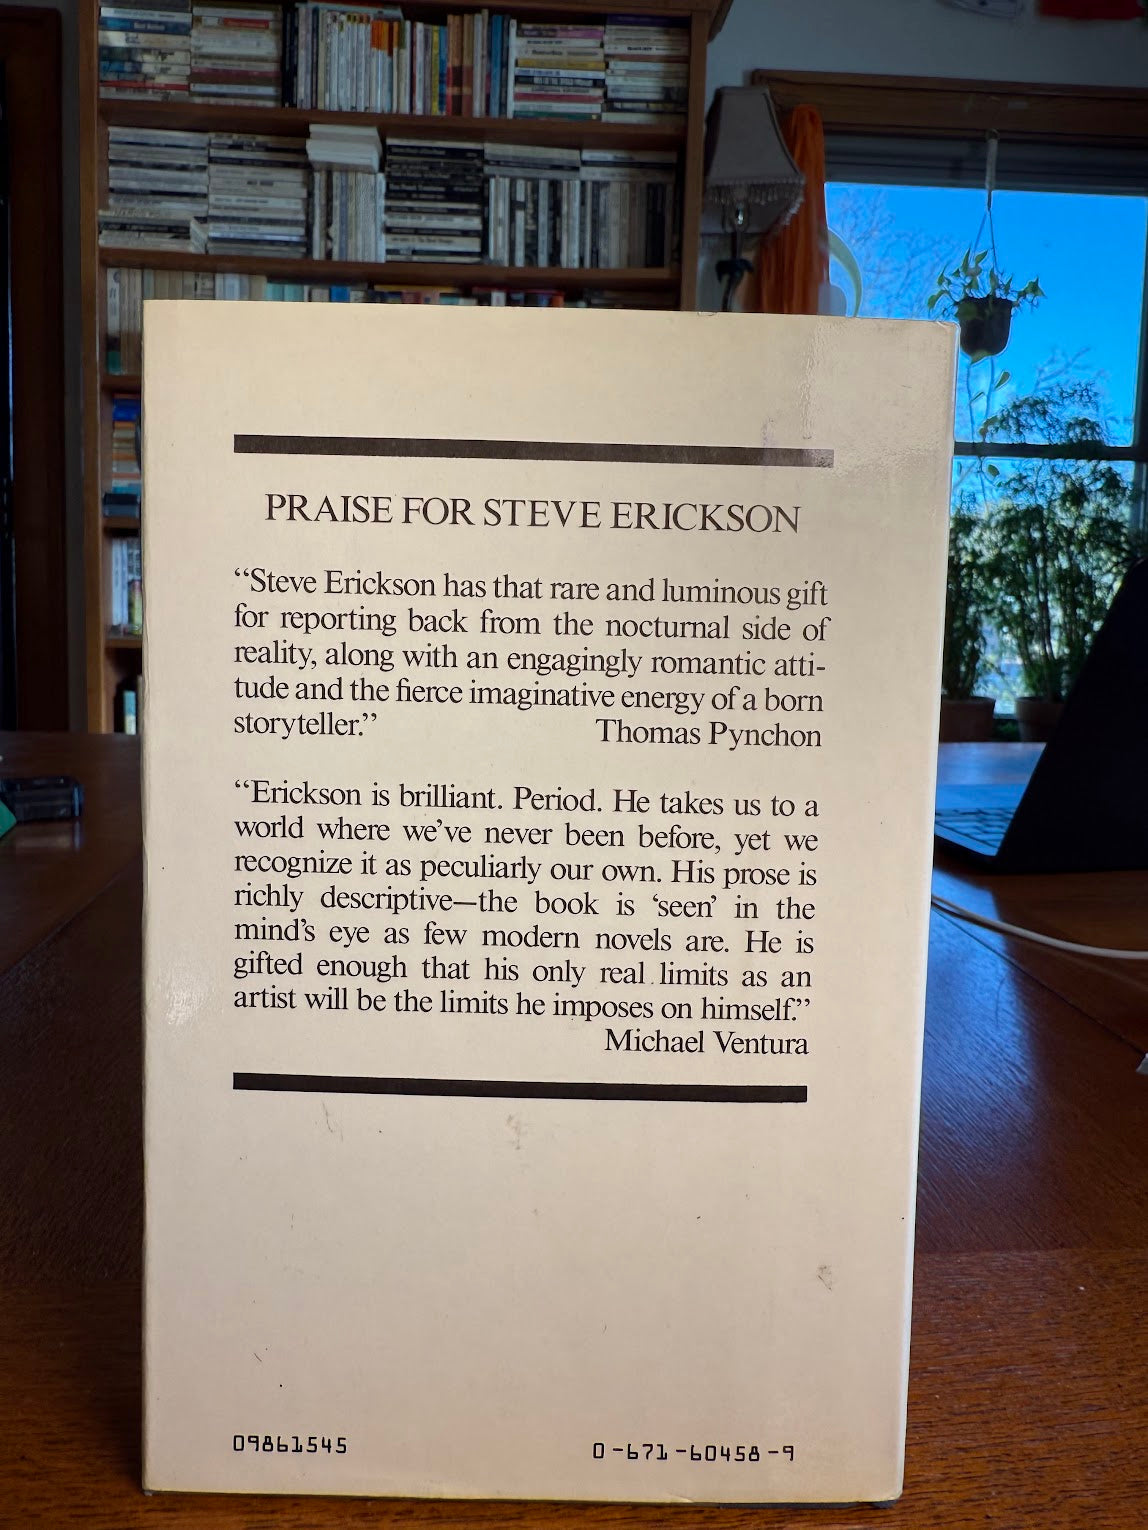 PRAISE FOR STEVE ERICKSON
“Steve Erickson has that rare and luminous gift
for reporting back from the nocturnal side of
reality, along with an engagingly romantic atti-
tude and the fierce imaginative energy of a born
storyteller.” Thomas Pynchon
“Erickson is brilliant. Period. He takes us to a
world where we’ve never been before, yet we
recognize it as peculiarly our own. His prose is
richly descriptive—the book is ‘seen’ in the
mind’s eye as few modern novels are. He is
gifted enough that his only real limits as an
artist will be the limits he imposes on himself.”
Michael Ventura
09861545 0-671-60458-9